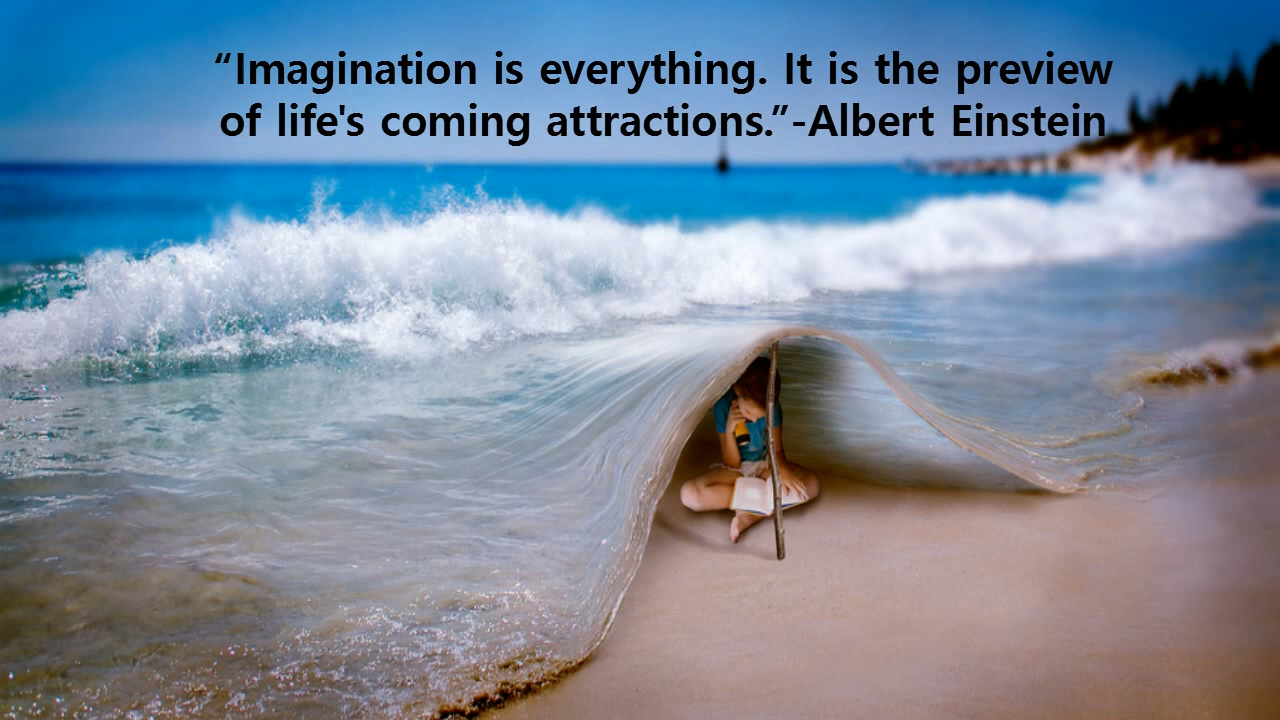 “Imagination is everything. It is the preview
of life's coming attractions.”-Albert Einstein